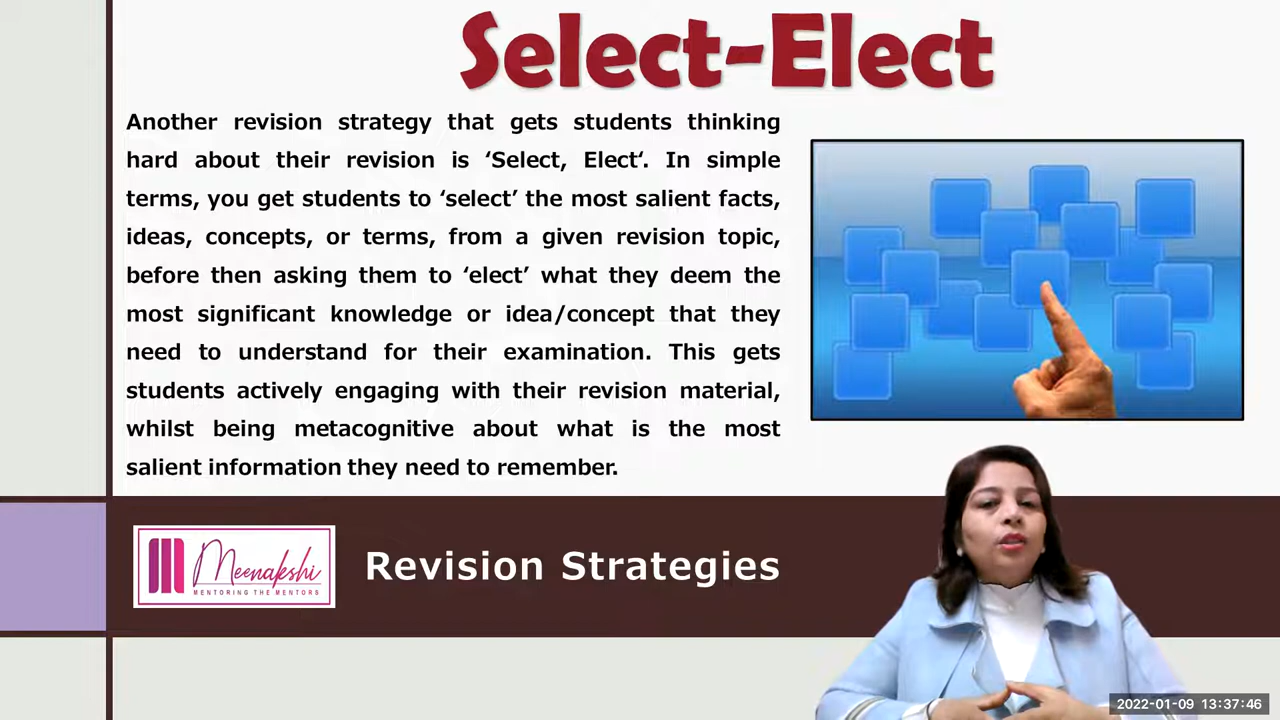 Select-Elect
Another revision strategy that gets students thinking
hard about their revision is ‘Select, Elect‘. In simple
terms, you get students to ‘select’ the most salient facts,
ideas, concepts, or terms, from a given revision topic,
before then asking them to ‘elect’ what they deem the
most significant knowledge or idea/concept that they
need to understand for their examination. This gets
students actively engaging with their revision material,
whilst being metacognitive about what is the most
salient information they need to remember.
Meenakshi
MENTORING THE MENTORS
Revision Strategies
2022-01-09 13:37:46